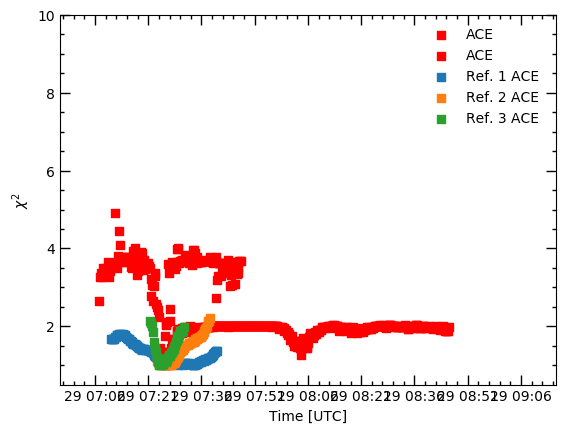 10
8
6
4
2
χ²
ACE
ACE
Ref. 1 ACE
Ref. 2 ACE
Ref. 3 ACE
29 07:06 29 07:21 29 07:36 29 07:51 29 08:06 29 08:21 29 08:36 29 08:51 29 09:06
Time [UTC]